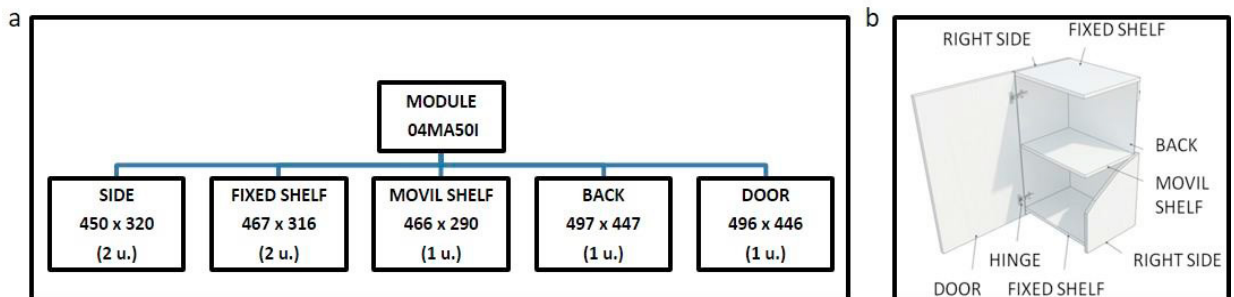 a
MODULE
04MA50I
SIDE
450 x 320
(2 u.)
FIXED SHELF
467 x 316
(2 u.)
MOVIL SHELF
466 x 290
(1 u.)
BACK
497 x 447
(1 u.)
DOOR
496 x 446
(1 u.)
b
RIGHT SIDE
FIXED SHELF
BACK
MOVIL
SHELF
RIGHT SIDE
HINGE
DOOR
FIXED SHELF